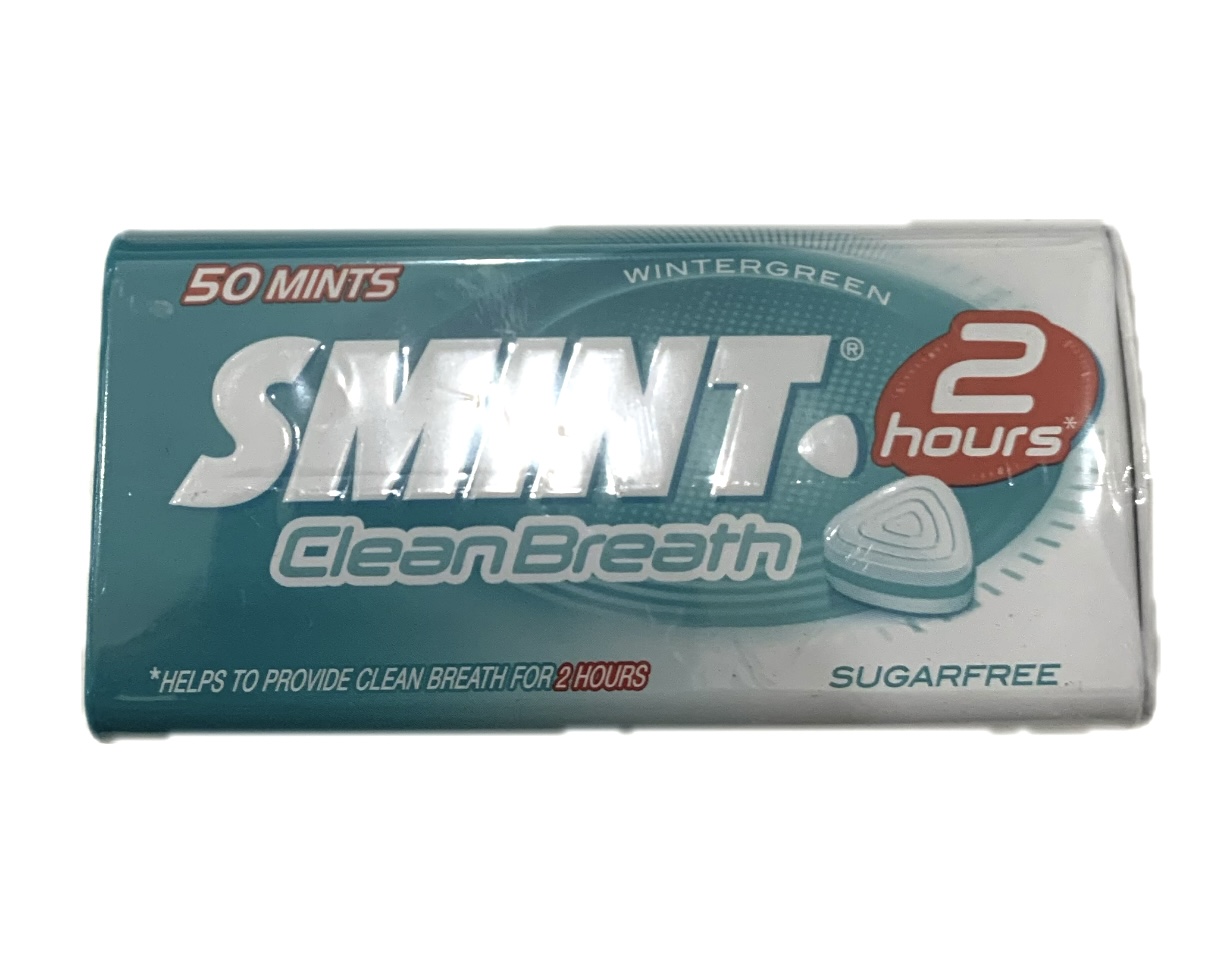 50 MINTS
WINTERGREEN
SMINT®
2
hours*
CleanBreath
*HELPS TO PROVIDE CLEAN BREATH FOR 2 HOURS
SUGARFREE